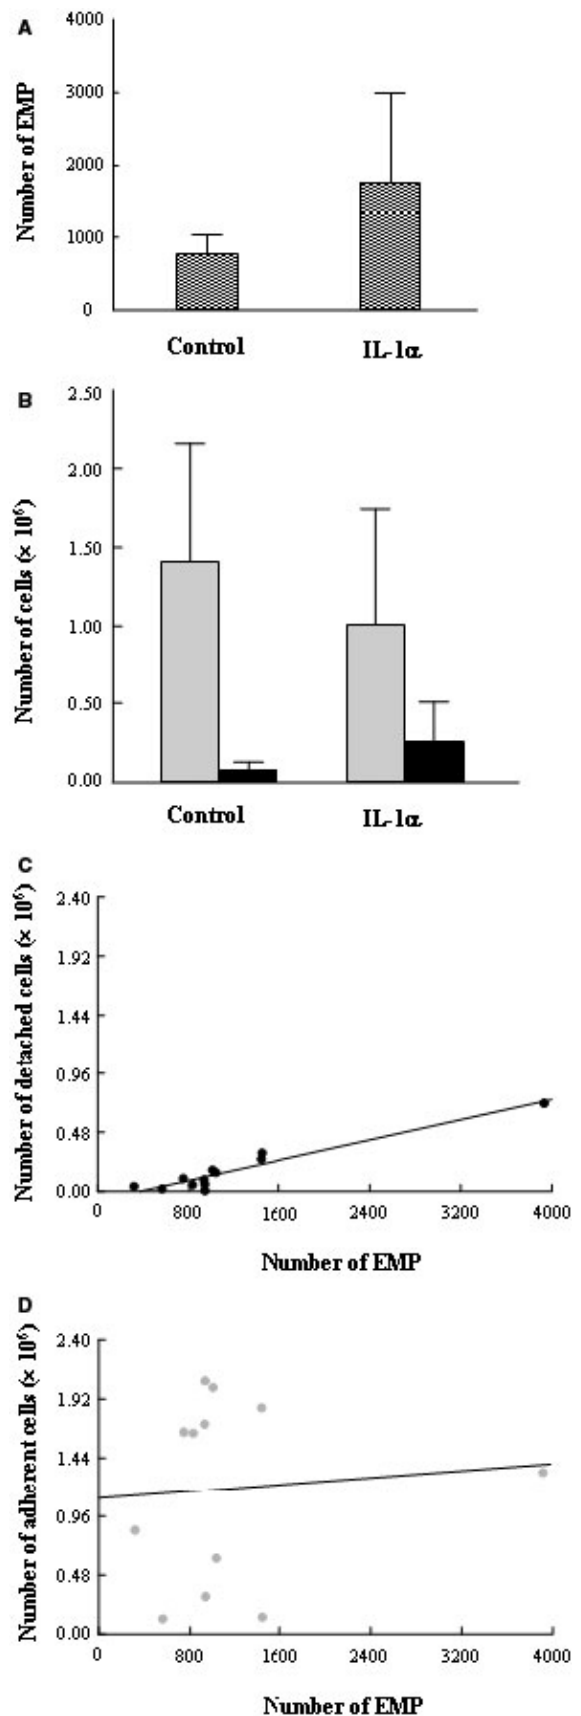 A
Number of EMP
4000
3000
2000
1000
0
Control IL-1α
B
Number of cells (× 10⁶)
2.50
2.00
1.50
1.00
0.50
0.00
Control IL-1α
C
Number of detached cells (× 10⁶)
2.40
1.92
1.44
0.96
0.48
0.00
0 800 1600 2400 3200 4000
Number of EMP
D
Number of adherent cells (× 10⁶)
2.40
1.92
1.44
0.96
0.48
0.00
0 800 1600 2400 3200 4000
Number of EMP